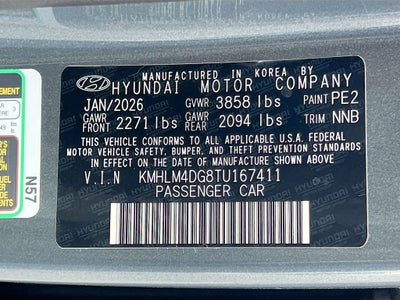 MANUFACTURED IN KOREA BY
HYUNDAI MOTOR COMPANY
JAN/2026 GVWR 3858 lbs PAINT PE2
GAWR FRONT 2271 lbs GAWR REAR 2094 lbs TRIM NNB
THIS VEHICLE CONFORMS TO ALL APPLICABLE
U.S. FEDERAL MOTOR VEHICLE
SAFETY, BUMPER, AND THEFT PREVENTION
STANDARDS IN EFFECT ON THE DATE OF
MANUFACTURE SHOWN ABOVE.
V.I.N KMHLM4DG8TU167411
PASSENGER CAR
N57